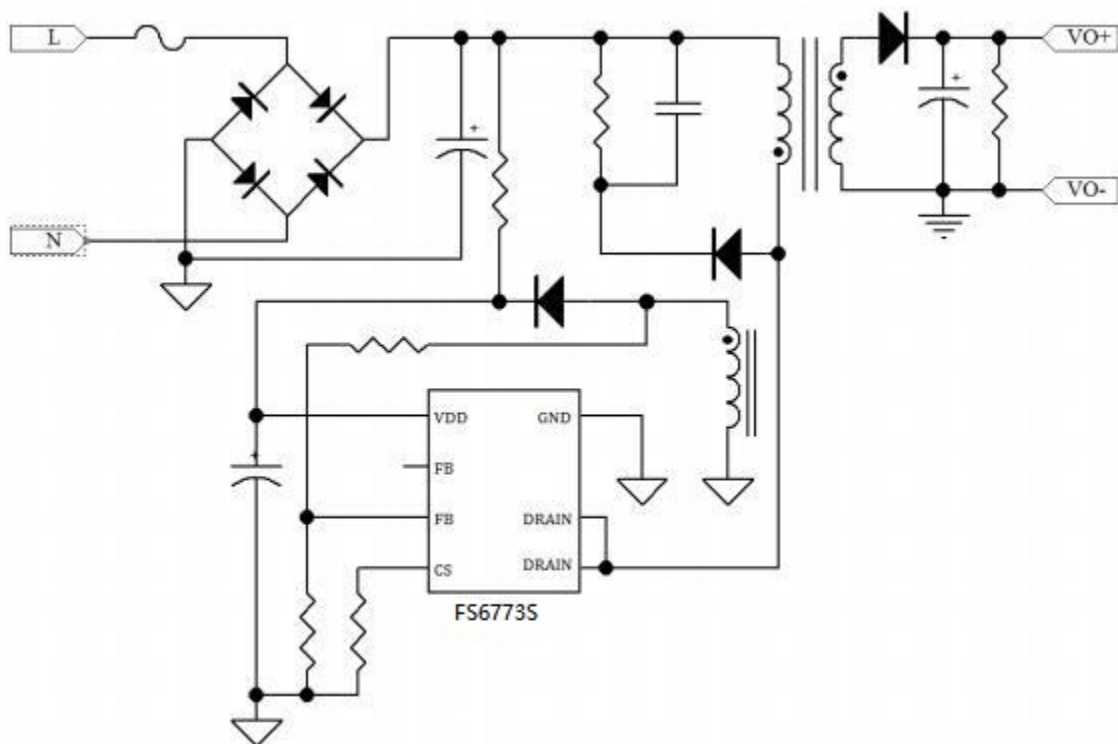 L
VO+
+
+
VO-
N
+
VDD
GND
FB
FB
DRAIN
CS
DRAIN
FS6773S